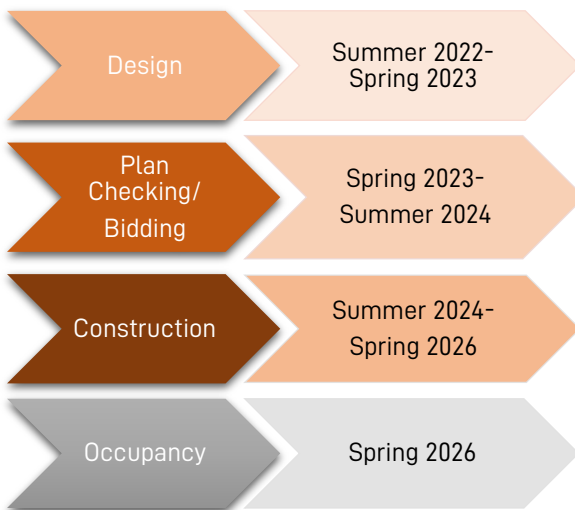 Design
Summer 2022-
Spring 2023
Plan
Checking/
Bidding
Spring 2023-
Summer 2024
Construction
Summer 2024-
Spring 2026
Occupancy
Spring 2026